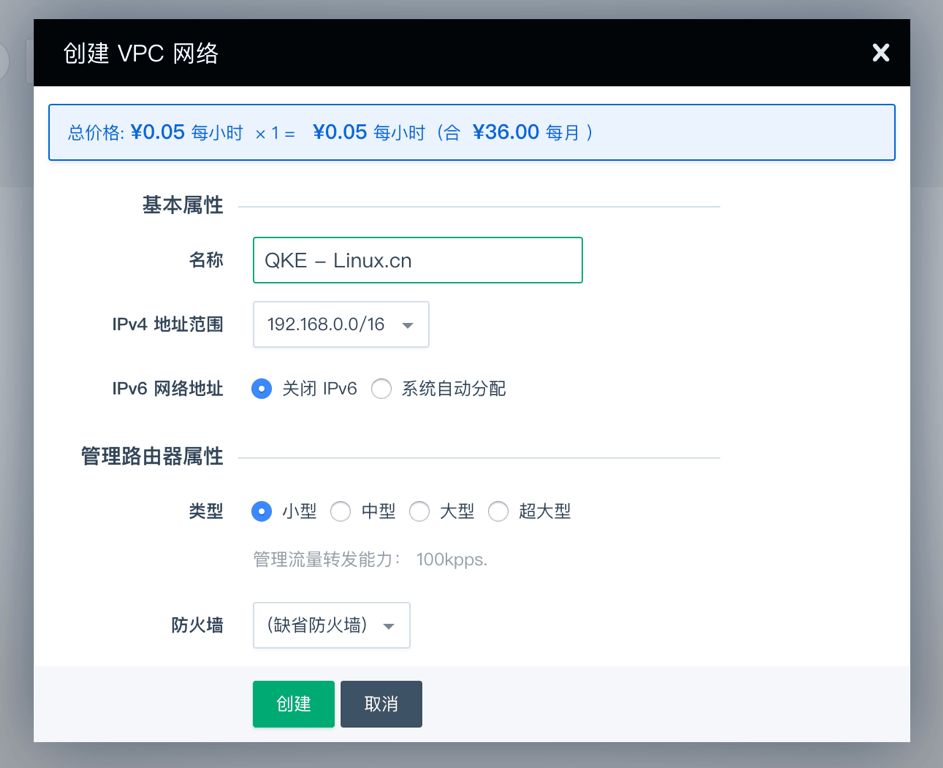 创建 VPC 网络
总价格: ¥0.05 每小时 × 1 = ¥0.05 每小时 (合 ¥36.00 每月 )
基本属性
名称 QKE – Linux.cn
IPv4 地址范围 192.168.0.0/16
IPv6 网络地址 关闭 IPv6 系统自动分配
管理路由器属性
类型 小型 中型 大型 超大型
管理流量转发能力: 100kpps.
防火墙 (缺省防火墙)
创建 取消